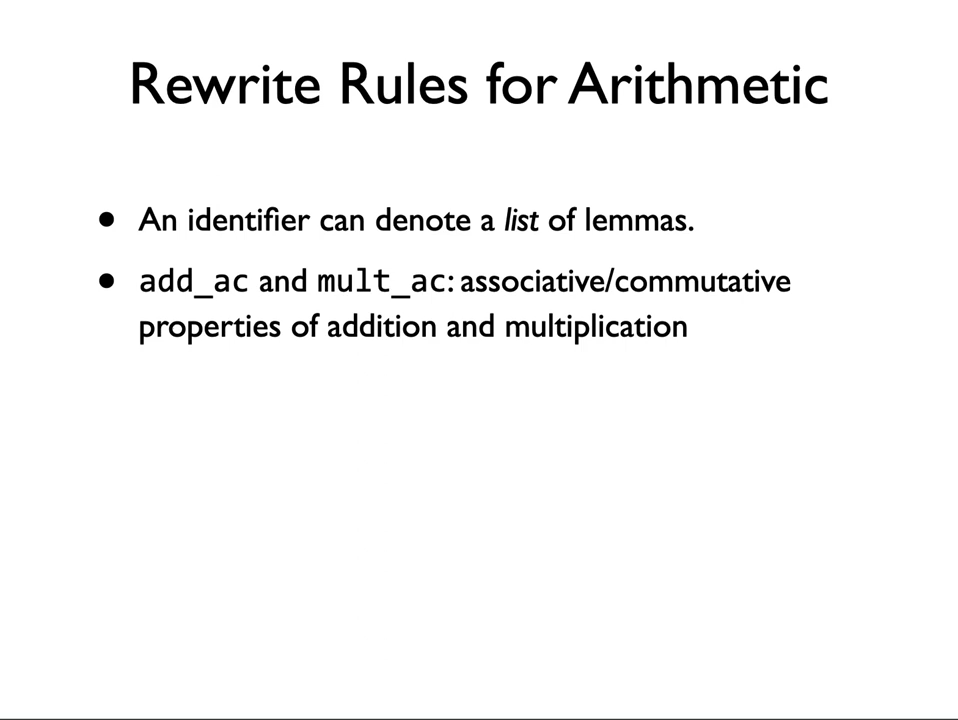 Rewrite Rules for Arithmetic
• An identifier can denote a list of lemmas.
• add_ac and mult_ac: associative/commutative
properties of addition and multiplication